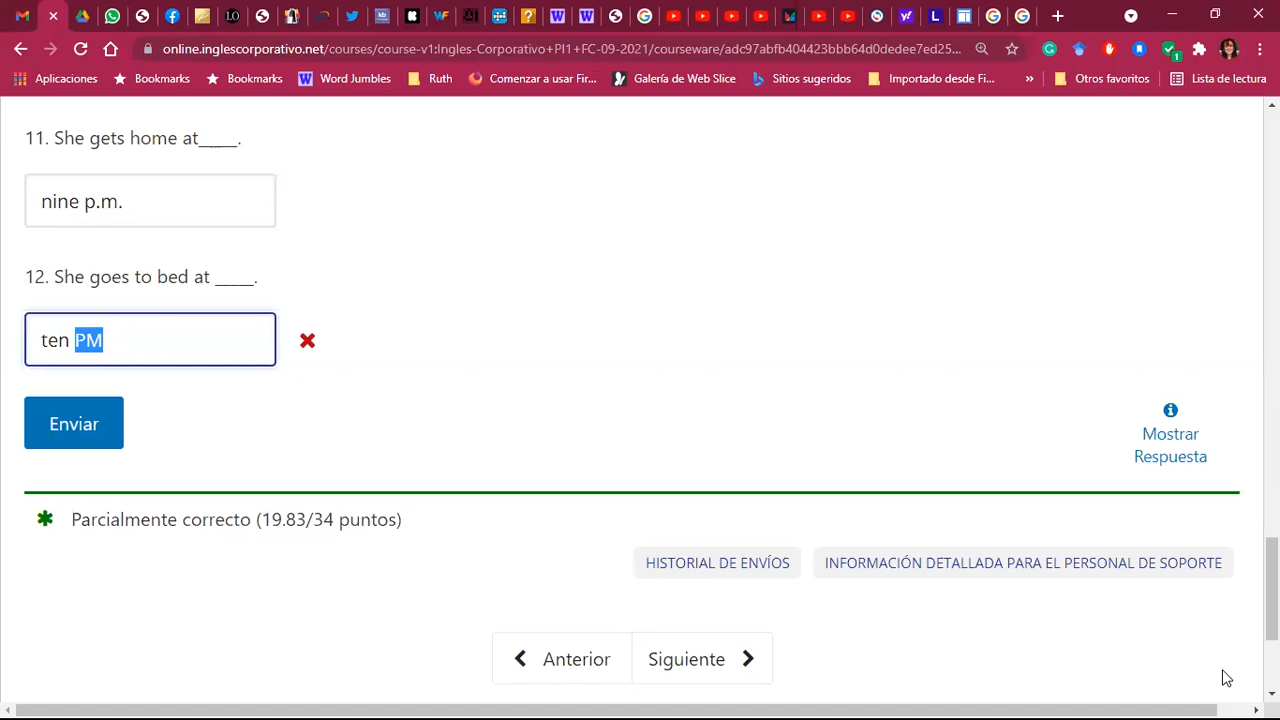 online.inglescorporativo.net/courses/course-v1:Ingles-Corporativo+PI1+FC-09-2021/courseware/adc97abfb404423bbb64d0dedee7ed25...
Aplicaciones Bookmarks Bookmarks Word Jumbles Ruth Comenzar a usar Fir... Galería de Web Slice Sitios sugeridos Importado desde Fi... » Otros favoritos Lista de lectura
11. She gets home at_____.
nine p.m.
12. She goes to bed at _____.
ten PM
Enviar
Mostrar
Respuesta
Parcialmente correcto (19.83/34 puntos)
HISTORIAL DE ENVÍOS INFORMACIÓN DETALLADA PARA EL PERSONAL DE SOPORTE
Anterior Siguiente